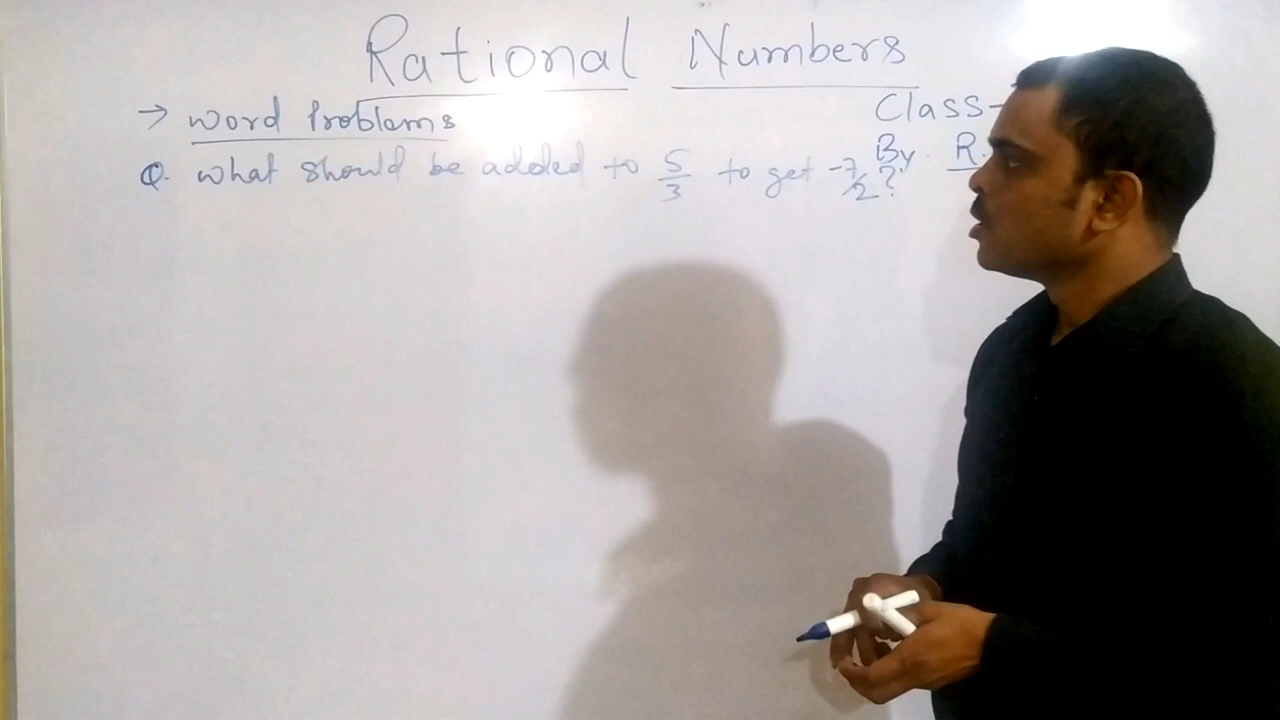 Rational Numbers
→ word Problems
Class-
By. R.
Q. what should be added to 5/3 to get -7/2?